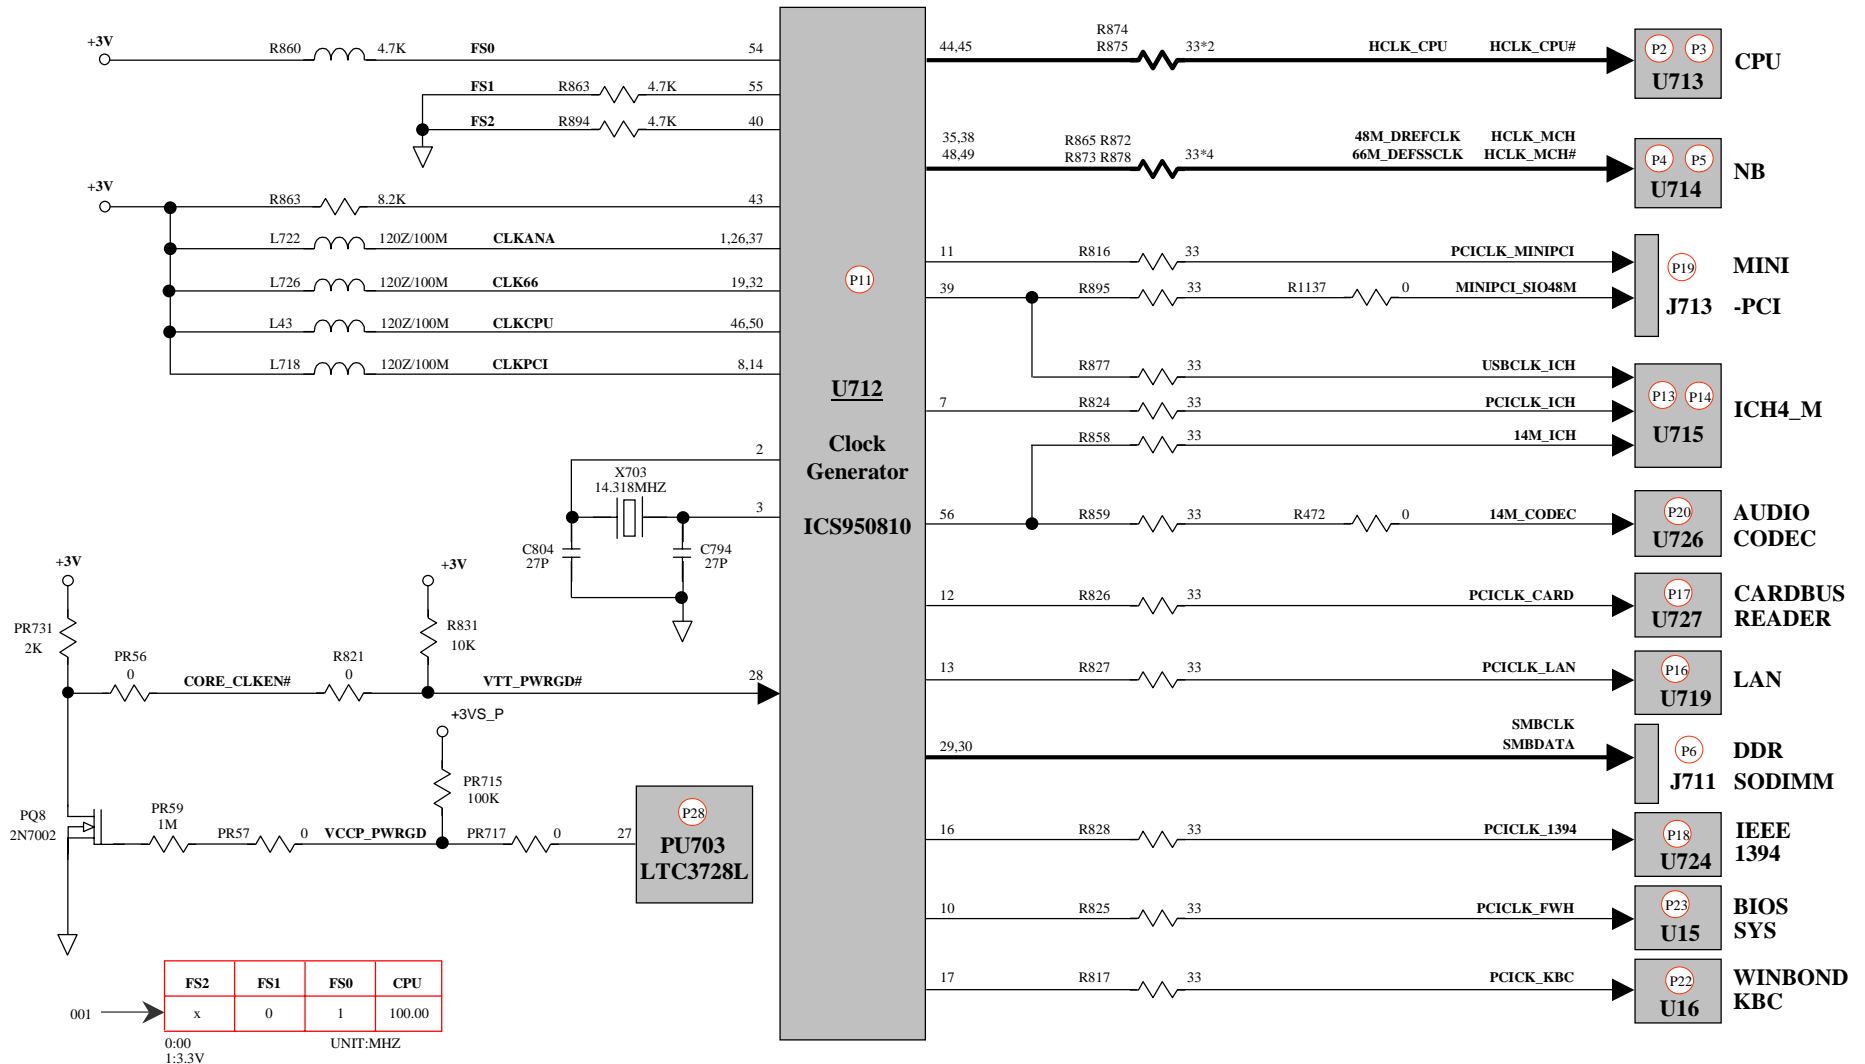 +3V
R860 4.7K FS0 54
FS1 R863 4.7K 55
FS2 R894 4.7K 40
+3V
R863 8.2K 43
L722 120Z/100M CLKANA 1,26,37
L726 120Z/100M CLK66 19,32
L43 120Z/100M CLKCPU 46,50
L718 120Z/100M CLKPCI 8,14
2
X703
14.318MHZ
3
C804
27P
C794
27P
+3V
+3V
PR731
2K
R831
10K
PR56
0
CORE_CLKEN#
R821
0
VTT_PWRGD#
28
+3VS_P
PR715
100K
PQ8
2N7002
PR59
1M
PR57 0 VCCP_PWRGD PR717 0 27
P28
PU703
LTC3728L
FS2 FS1 FS0 CPU
001 x 0 1 100.00
0:00
1:3.3V
UNIT:MHZ
P11
U712
Clock
Generator
ICS950810
44,45
R874
R875
33*2 HCLK_CPU HCLK_CPU#
P2 P3
U713
CPU
35,38
48,49
R865 R872
R873 R878
33*4
48M_DREFCLK HCLK_MCH
66M_DEFSSCLK HCLK_MCH#
P4 P5
U714
NB
11 R816 33 PCICLK_MINIPCI
39 R895 33 R1137 0 MINIPCI_SIO48M
P19
J713
MINI
-PCI
R877 33 USBCLK_ICH
7 R824 33 PCICLK_ICH
R858 33 14M_ICH
P13 P14
U715
ICH4_M
56 R859 33 R472 0 14M_CODEC
P20
U726
AUDIO
CODEC
12 R826 33 PCICLK_CARD
P17
U727
CARDBUS
READER
13 R827 33 PCICLK_LAN
P16
U719
LAN
29,30
SMBCLK
SMBDATA
P6
J711
DDR
SODIMM
16 R828 33 PCICLK_1394
P18
U724
IEEE
1394
10 R825 33 PCICLK_FWH
P23
U15
BIOS
SYS
17 R817 33 PCICK_KBC
P22
U16
WINBOND
KBC